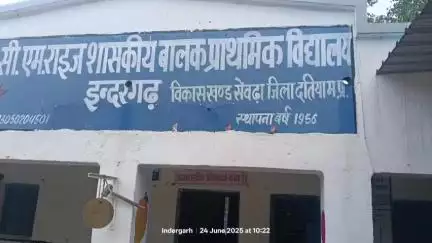 सी. एम. राइज शासकीय बालक प्राथमिक विद्यालय
इन्दरगढ़ विकास खण्ड सेंवढ़ा जिला दतिया म.प्र.
स्थापना वर्ष 1956
Indergarh | 24 June 2025 at 10:22